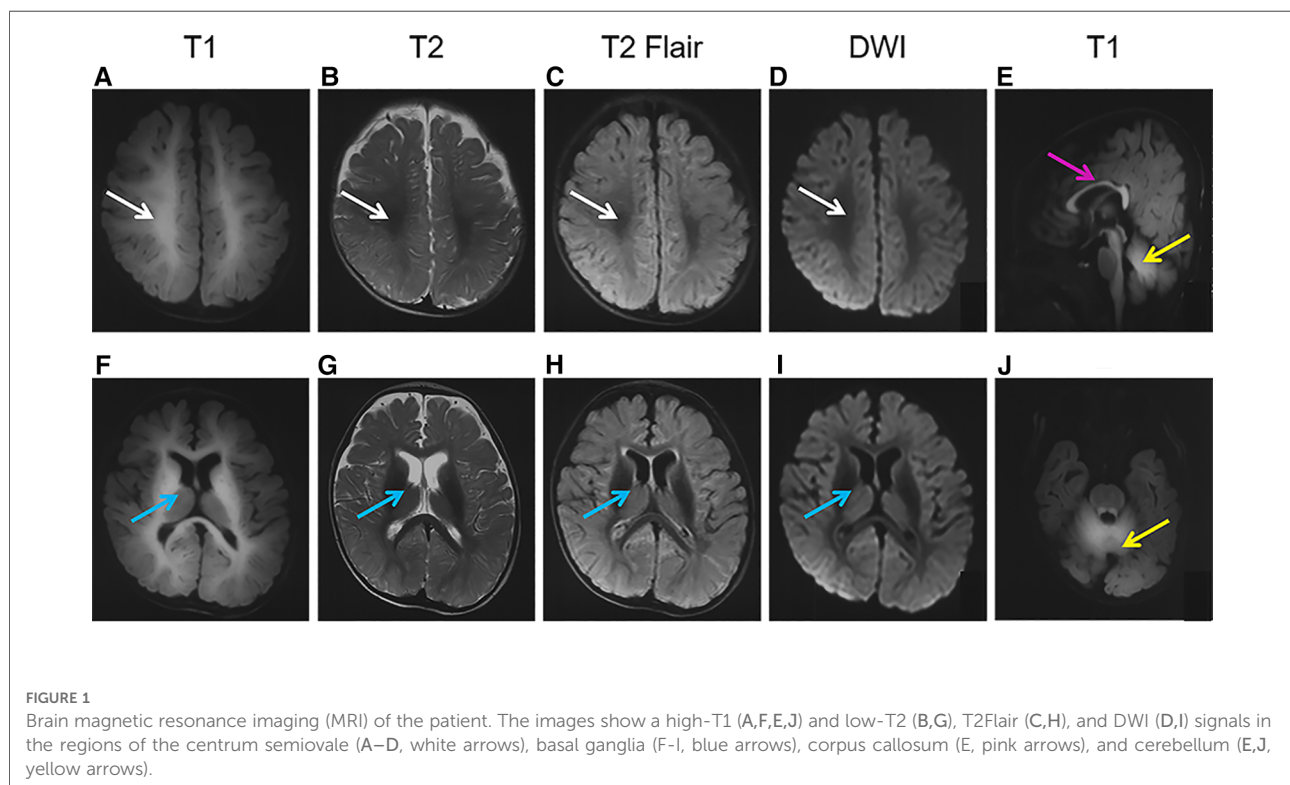 T1 T2 T2 Flair DWI T1
A B C D E
F G H I J
FIGURE 1
Brain magnetic resonance imaging (MRI) of the patient. The images show a high-T1 (A,F,E,J) and low-T2 (B,G), T2Flair (C,H), and DWI (D,I) signals in
the regions of the centrum semiovale (A–D, white arrows), basal ganglia (F-I, blue arrows), corpus callosum (E, pink arrows), and cerebellum (E,J,
yellow arrows).